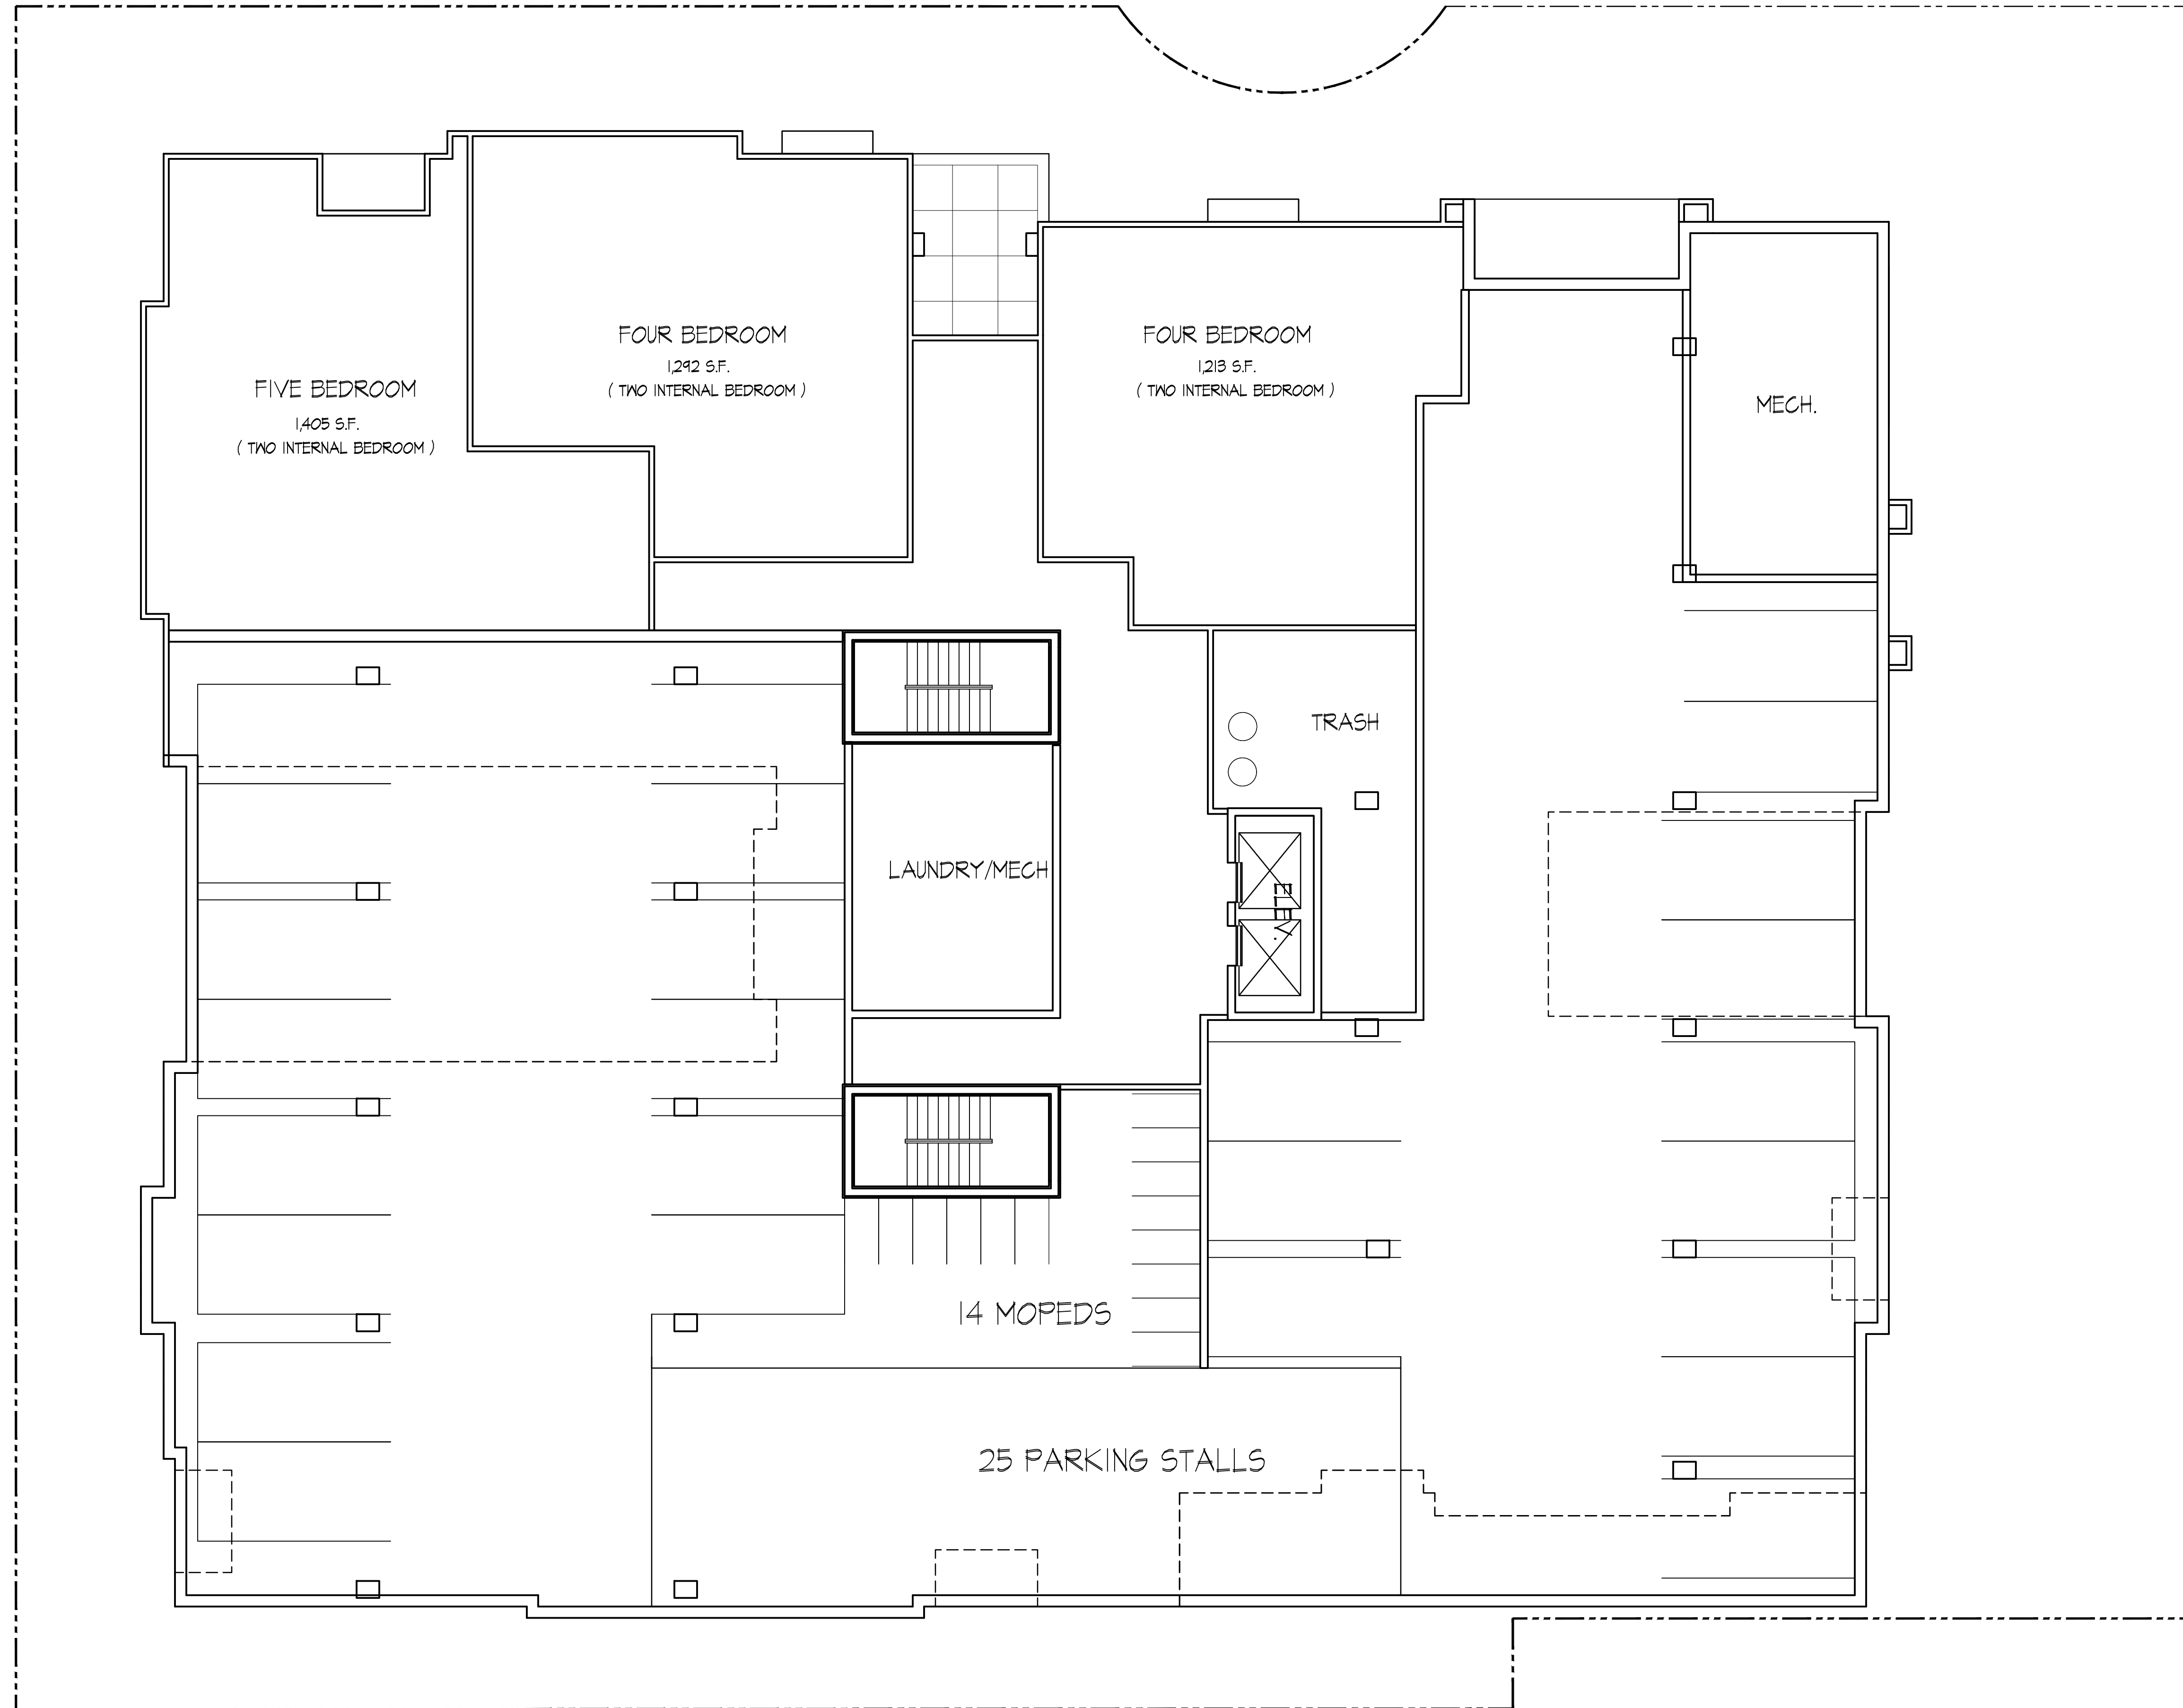 FIVE BEDROOM
1,405 S.F.
( TWO INTERNAL BEDROOM )
FOUR BEDROOM
1,292 S.F.
( TWO INTERNAL BEDROOM )
FOUR BEDROOM
1,213 S.F.
( TWO INTERNAL BEDROOM )
MECH.
TRASH
LAUNDRY/MECH
ELEV.
14 MOPEDS
25 PARKING STALLS